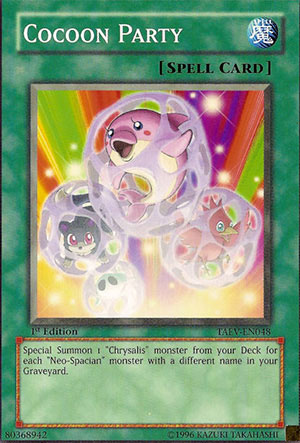 COCOON PARTY
魔
[SPELL CARD]
1ST Edition
TAEV-EN048
Special Summon 1 "Chrysalis" monster from your Deck for
each "Neo-Spacian" monster with a different name in your
Graveyard.
80368942
©1996 KAZUKI TAKAHASHI